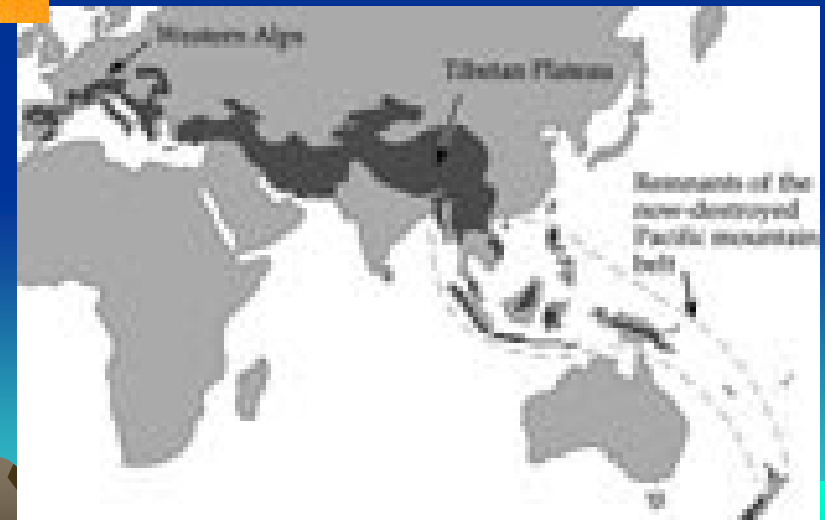 Western Alps
Tibetan Plateau
Remnants of the
now-destroyed
Pacific mountain
belt